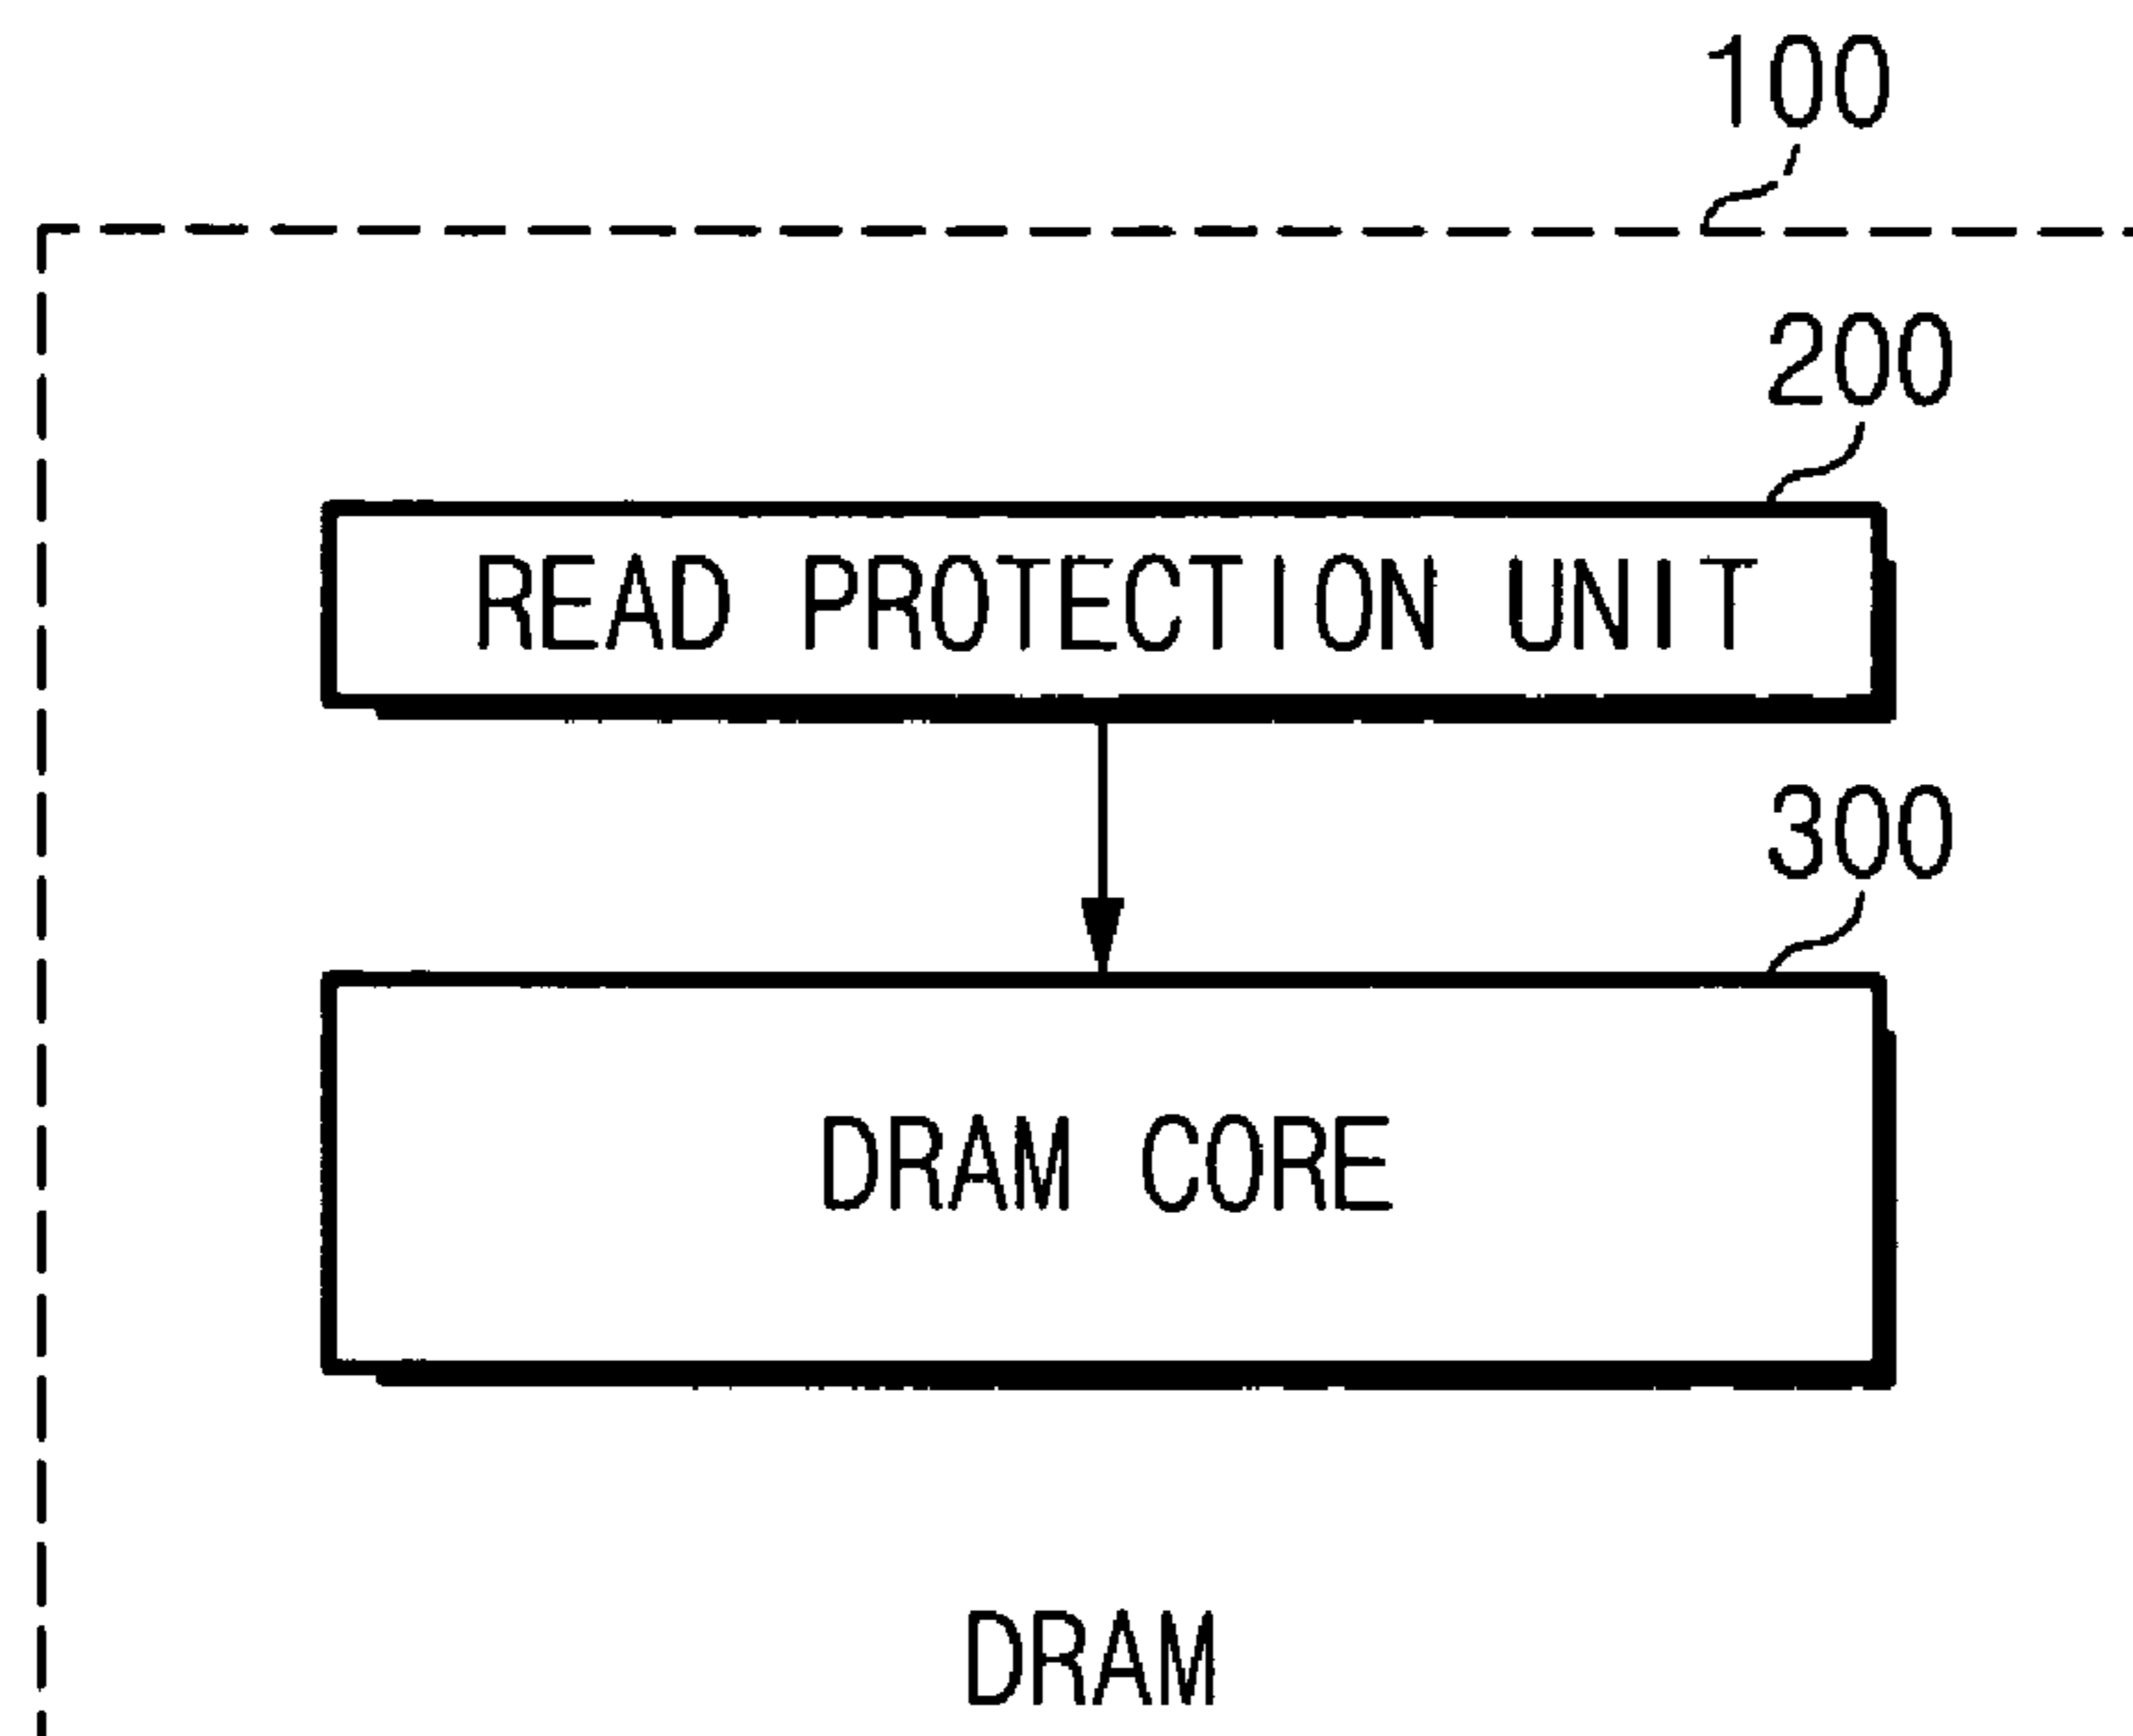 100
200
READ PROTECTION UNIT
300
DRAM CORE
DRAM